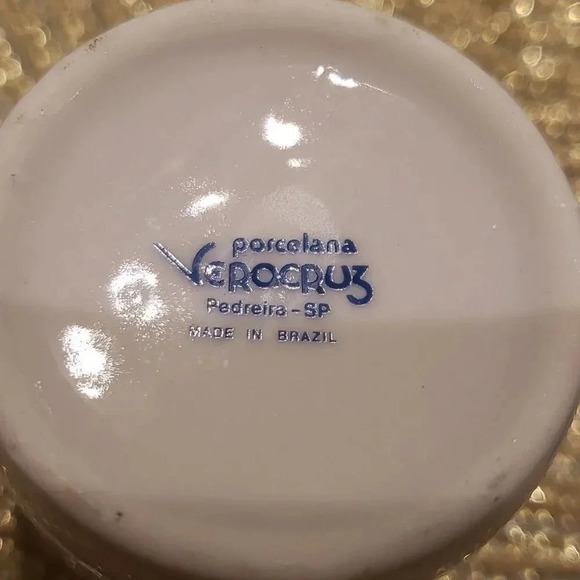 porcelana
VEROCRUZ
Pedreira - SP
MADE IN BRAZIL